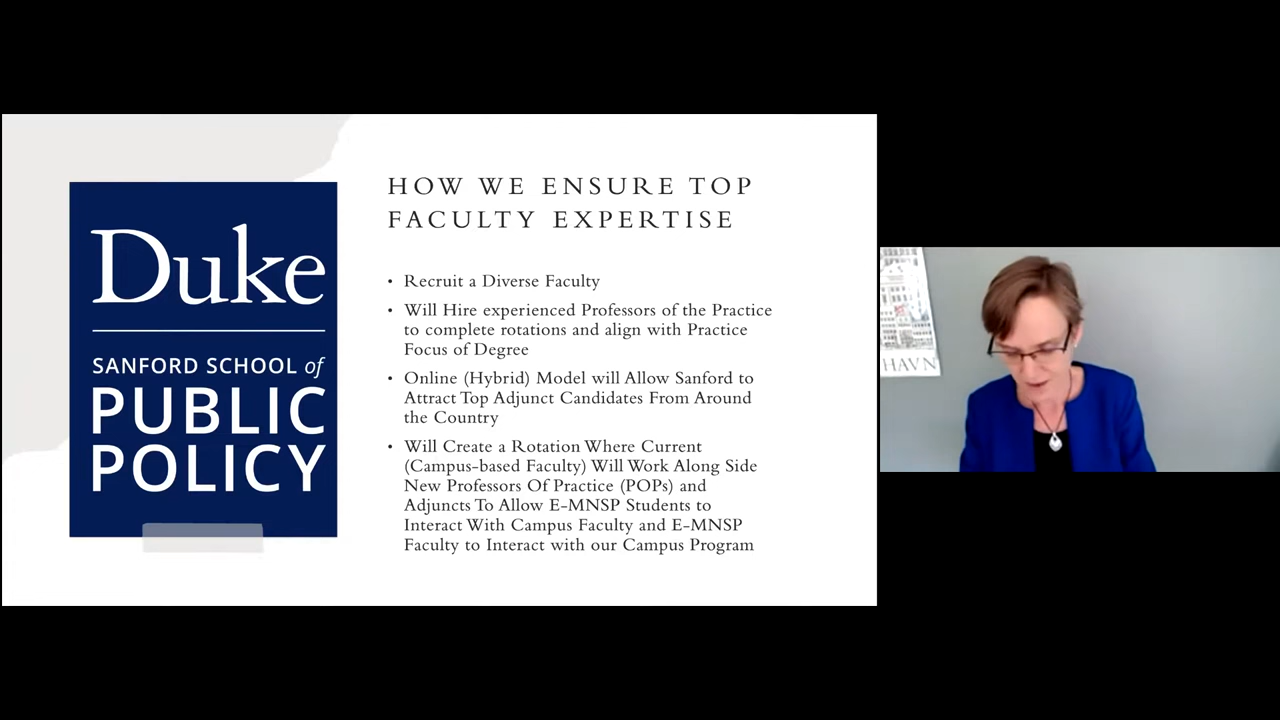 Duke
SANFORD SCHOOL of
PUBLIC
POLICY
HOW WE ENSURE TOP
FACULTY EXPERTISE
• Recruit a Diverse Faculty
• Will Hire experienced Professors of the Practice
to complete rotations and align with Practice
Focus of Degree
• Online (Hybrid) Model will Allow Sanford to
Attract Top Adjunct Candidates From Around
the Country
• Will Create a Rotation Where Current
(Campus-based Faculty) Will Work Along Side
New Professors Of Practice (POPs) and
Adjuncts To Allow E-MNSP Students to
Interact With Campus Faculty and E-MNSP
Faculty to Interact with our Campus Program
HAVN